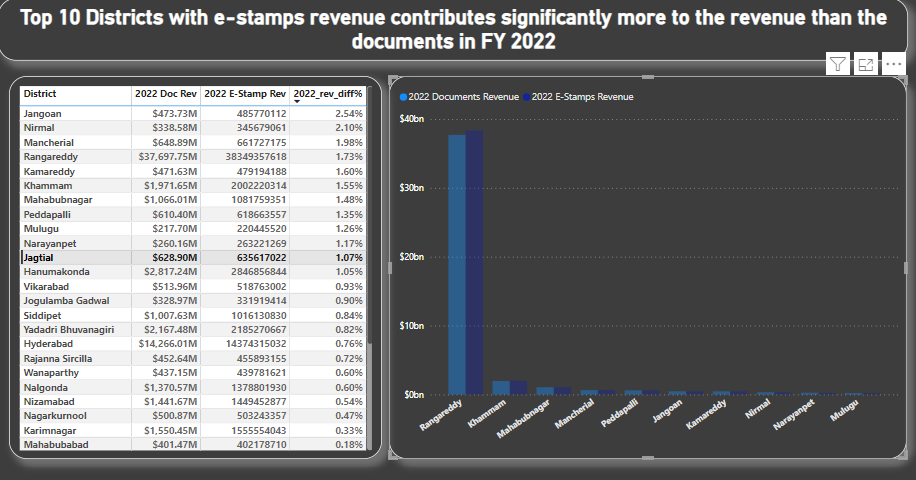 Top 10 Districts with e-stamps revenue contributes significantly more to the revenue than the
documents in FY 2022
District 2022 Doc Rev 2022 E-Stamp Rev 2022_rev_diff%
Jangoan $473.73M 485770112 2.54%
Nirmal $338.58M 345679061 2.10%
Mancherial $648.89M 661727175 1.98%
Rangareddy $37,697.75M 38349357618 1.73%
Kamareddy $471.63M 479194188 1.60%
Khammam $1,971.65M 2002220314 1.55%
Mahabubnagar $1,066.01M 1081759351 1.48%
Peddapalli $610.40M 618663557 1.35%
Mulugu $217.70M 220445520 1.26%
Narayanpet $260.16M 263221269 1.17%
Jagtial $628.90M 635617022 1.07%
Hanumakonda $2,817.24M 2846856844 1.05%
Vikarabad $513.96M 518763002 0.93%
Jogulamba Gadwal $328.97M 331919414 0.90%
Siddipet $1,007.63M 1016130830 0.84%
Yadadri Bhuvanagiri $2,167.48M 2185270667 0.82%
Hyderabad $14,266.01M 14374315032 0.76%
Rajanna Sircilla $452.64M 455893155 0.72%
Wanaparthy $437.15M 439781621 0.60%
Nalgonda $1,370.57M 1378801930 0.60%
Nizamabad $1,441.67M 1449452877 0.54%
Nagarkurnool $500.87M 503243357 0.47%
Karimnagar $1,550.45M 1555554043 0.33%
Mahabubabad $401.47M 402178710 0.18%
2022 Documents Revenue 2022 E-Stamps Revenue
$40bn
$30bn
$20bn
$10bn
$0bn
Rangareddy
Khammam
Mahabubnagar
Mancherial
Peddapalli
Jangoan
Kamareddy
Nirmal
Narayanpet
Mulugu